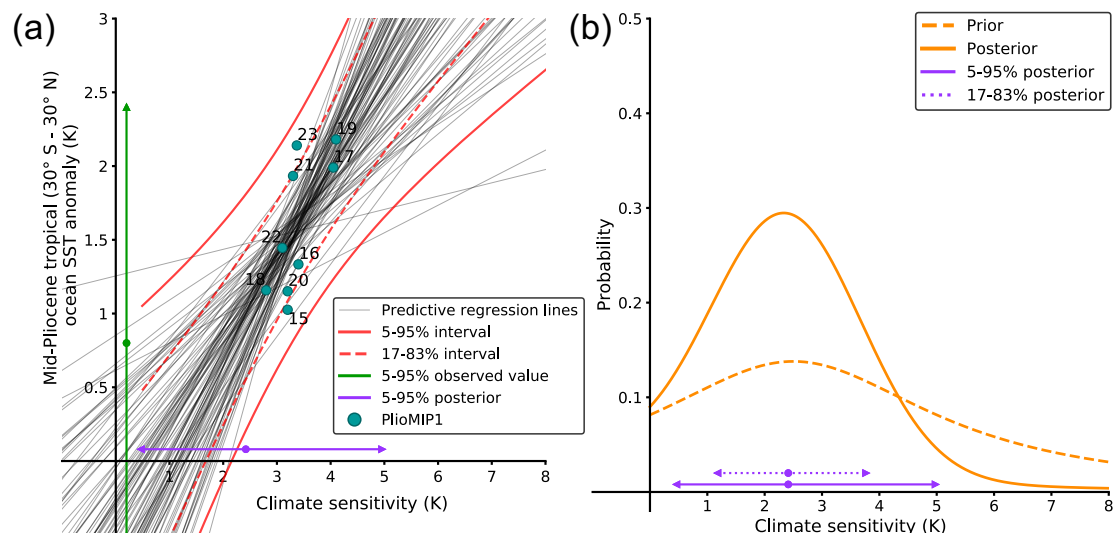 (a)
Mid-Pliocene tropical (30° S - 30° N)
ocean SST anomaly (K)
3
2.5
2
1.5
1
0.5
23
19
21
17
22
16
18
20
15
Predictive regression lines
5-95% interval
17-83% interval
5-95% observed value
5-95% posterior
PlioMIP1
1
2
3
4
5
6
7
8
Climate sensitivity (K)
(b)
Probability
0.5
0.4
0.3
0.2
0.1
Prior
Posterior
5-95% posterior
17-83% posterior
1
2
3
4
5
6
7
8
Climate sensitivity (K)